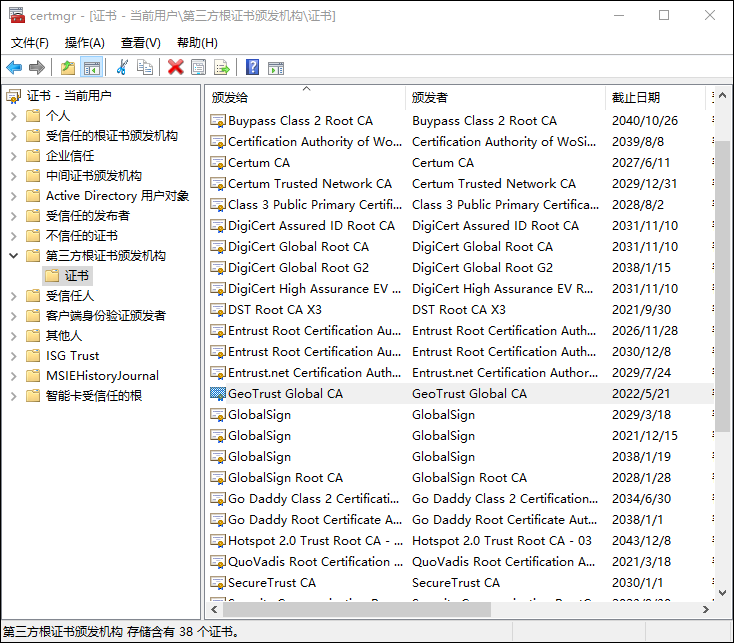 certmgr - [证书 - 当前用户\第三方根证书颁发机构\证书]
文件(F) 操作(A) 查看(V) 帮助(H)
证书 - 当前用户
个人
受信任的根证书颁发机构
企业信任
中间证书颁发机构
Active Directory 用户对象
受信任的发布者
不信任的证书
第三方根证书颁发机构
证书
受信任人
客户端身份验证颁发者
其他人
ISG Trust
MSIEHistoryJournal
智能卡受信任的根
颁发给 颁发者 截止日期
Buypass Class 2 Root CA Buypass Class 2 Root CA 2040/10/26
Certification Authority of Wo... Certification Authority of WoSi... 2039/8/8
Certum CA Certum CA 2027/6/11
Certum Trusted Network CA Certum Trusted Network CA 2029/12/31
Class 3 Public Primary Certifi... Class 3 Public Primary Certifica... 2028/8/2
DigiCert Assured ID Root CA DigiCert Assured ID Root CA 2031/11/10
DigiCert Global Root CA DigiCert Global Root CA 2031/11/10
DigiCert Global Root G2 DigiCert Global Root G2 2038/1/15
DigiCert High Assurance EV ... DigiCert High Assurance EV R... 2031/11/10
DST Root CA X3 DST Root CA X3 2021/9/30
Entrust Root Certification Au... Entrust Root Certification Auth... 2026/11/28
Entrust Root Certification Au... Entrust Root Certification Auth... 2030/12/8
Entrust.net Certification Auth... Entrust.net Certification Author... 2029/7/24
GeoTrust Global CA GeoTrust Global CA 2022/5/21
GlobalSign GlobalSign 2029/3/18
GlobalSign GlobalSign 2021/12/15
GlobalSign GlobalSign 2038/1/19
GlobalSign Root CA GlobalSign Root CA 2028/1/28
Go Daddy Class 2 Certificati... Go Daddy Class 2 Certification... 2034/6/30
Go Daddy Root Certificate A... Go Daddy Root Certificate Aut... 2038/1/1
Hotspot 2.0 Trust Root CA - ... Hotspot 2.0 Trust Root CA - 03 2043/12/8
QuoVadis Root Certification ... QuoVadis Root Certification A... 2021/3/18
SecureTrust CA SecureTrust CA 2030/1/1
第三方根证书颁发机构 存储含有 38 个证书。